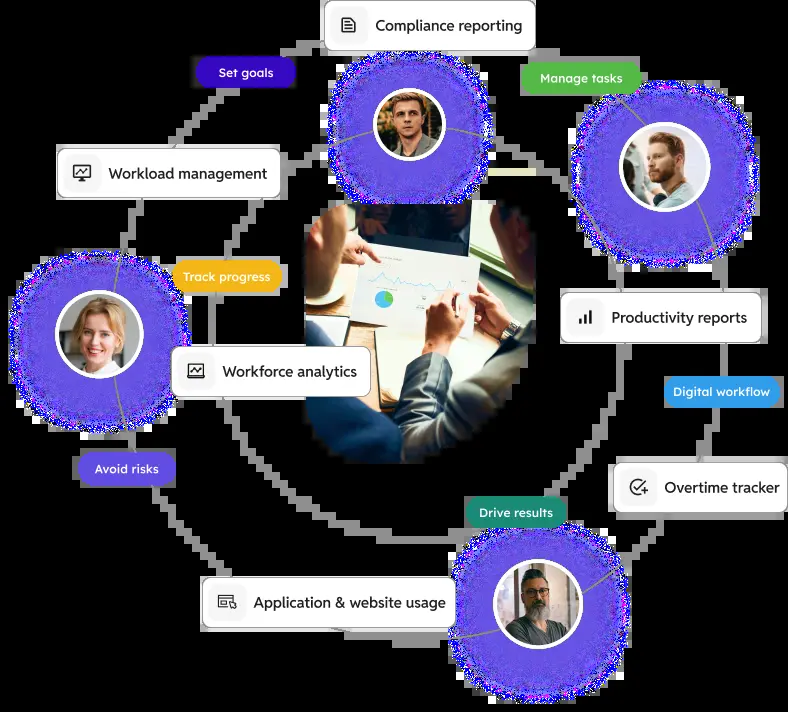 Compliance reporting
Set goals
Manage tasks
Workload management
Track progress
Productivity reports
Workforce analytics
Digital workflow
Avoid risks
Overtime tracker
Drive results
Application & website usage